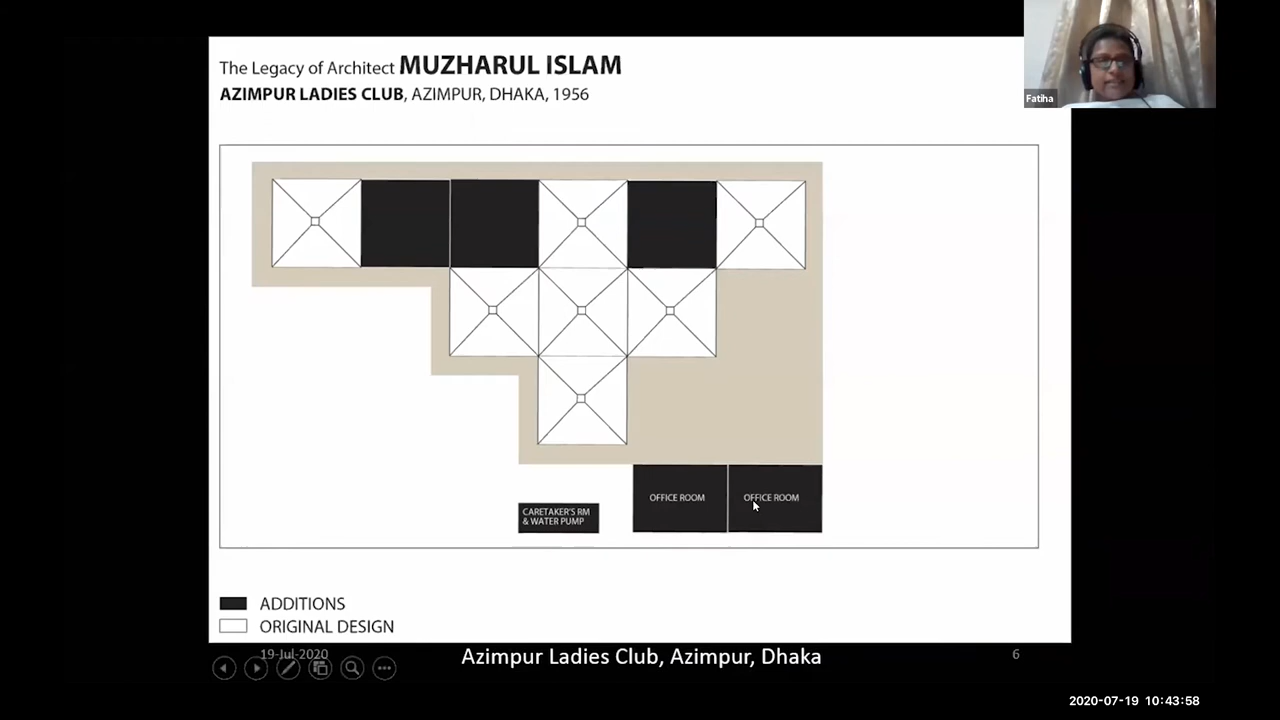 The Legacy of Architect MUZHARUL ISLAM
AZIMPUR LADIES CLUB, AZIMPUR, DHAKA, 1956
Fatiha
OFFICE ROOM
OFFICE ROOM
CARETAKER'S RM
& WATER PUMP
ADDITIONS
ORIGINAL DESIGN
19-Jul-2020
Azimpur Ladies Club, Azimpur, Dhaka
6
2020-07-19 10:43:58